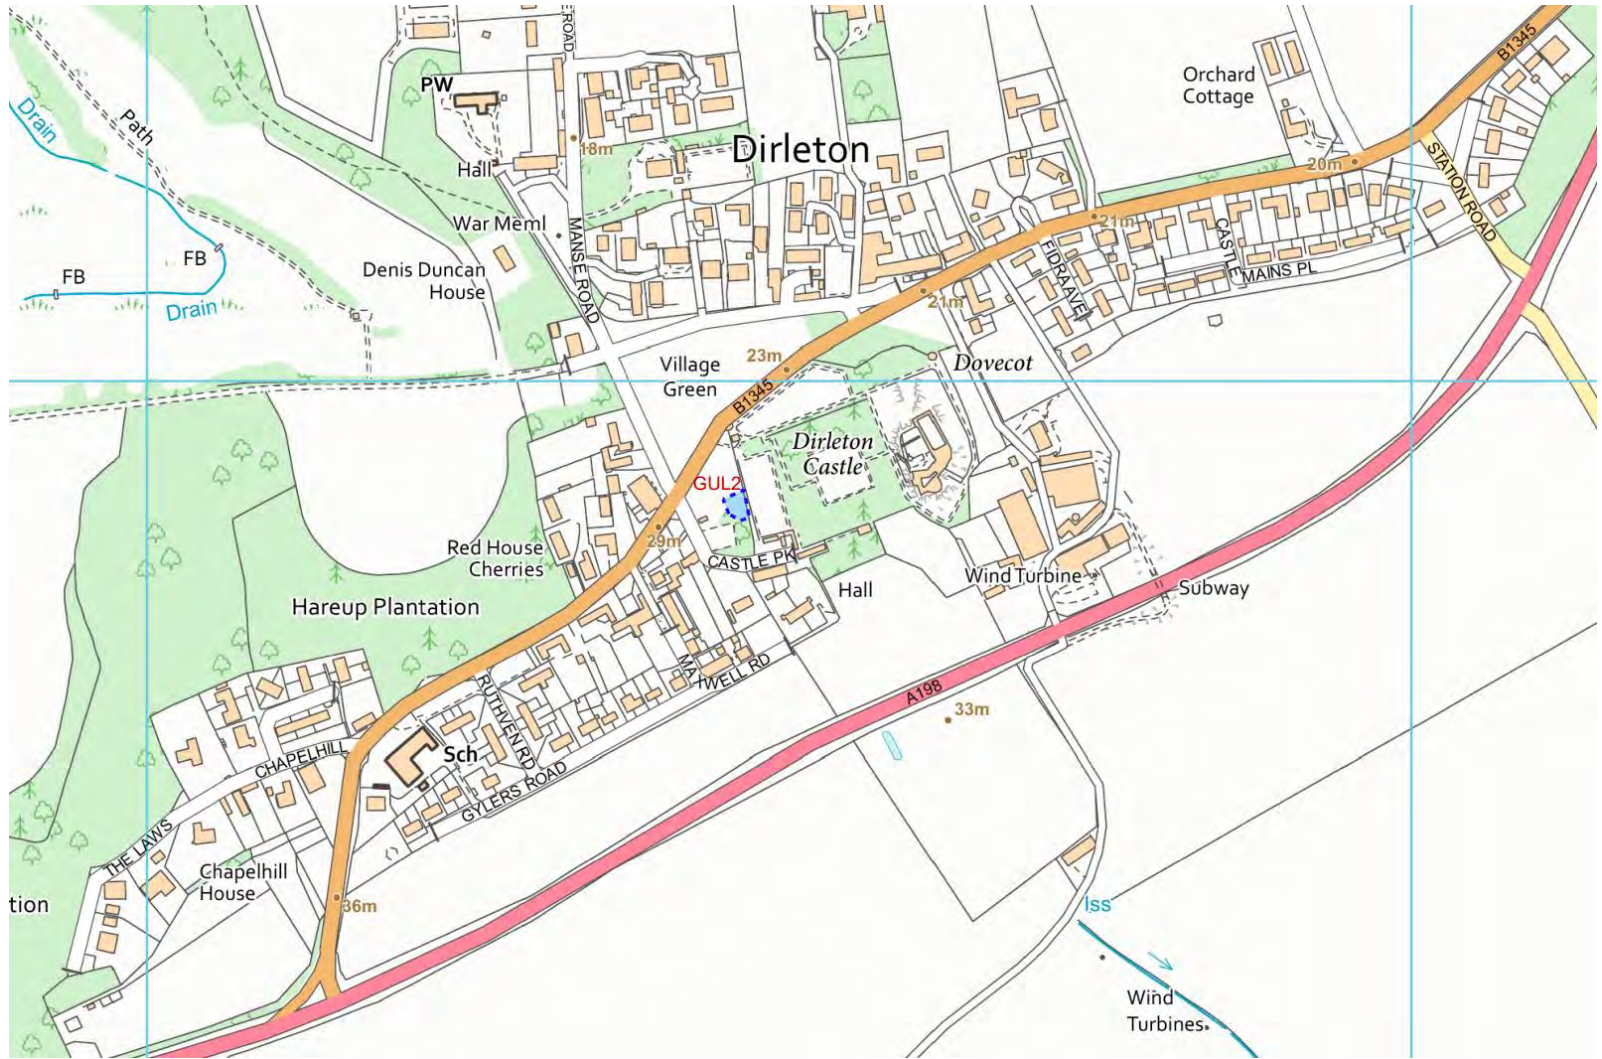 EROAD
B1345
PW
Orchard
Cottage
Drain
Path
18m
Dirleton
20m
STATION ROAD
Hall
War Meml
MANSE ROAD
21m
CASTLE
MAINS PL
FIDRA AVE
FB
FB
Denis Duncan
House
Drain
21m
23m
Village
Green
B1345
Dovecot
Dirleton
Castle
GUL2
29m
Red House
Cherries
CASTLE PK
Hall
Wind Turbine
Subway
Hareup Plantation
MAXWELL RD
RUTHVEN RD
A198
33m
Sch
CHAPELHILL
GYLERS ROAD
THE LAWS
Chapelhill
House
36m
tion
Iss
Wind
Turbines